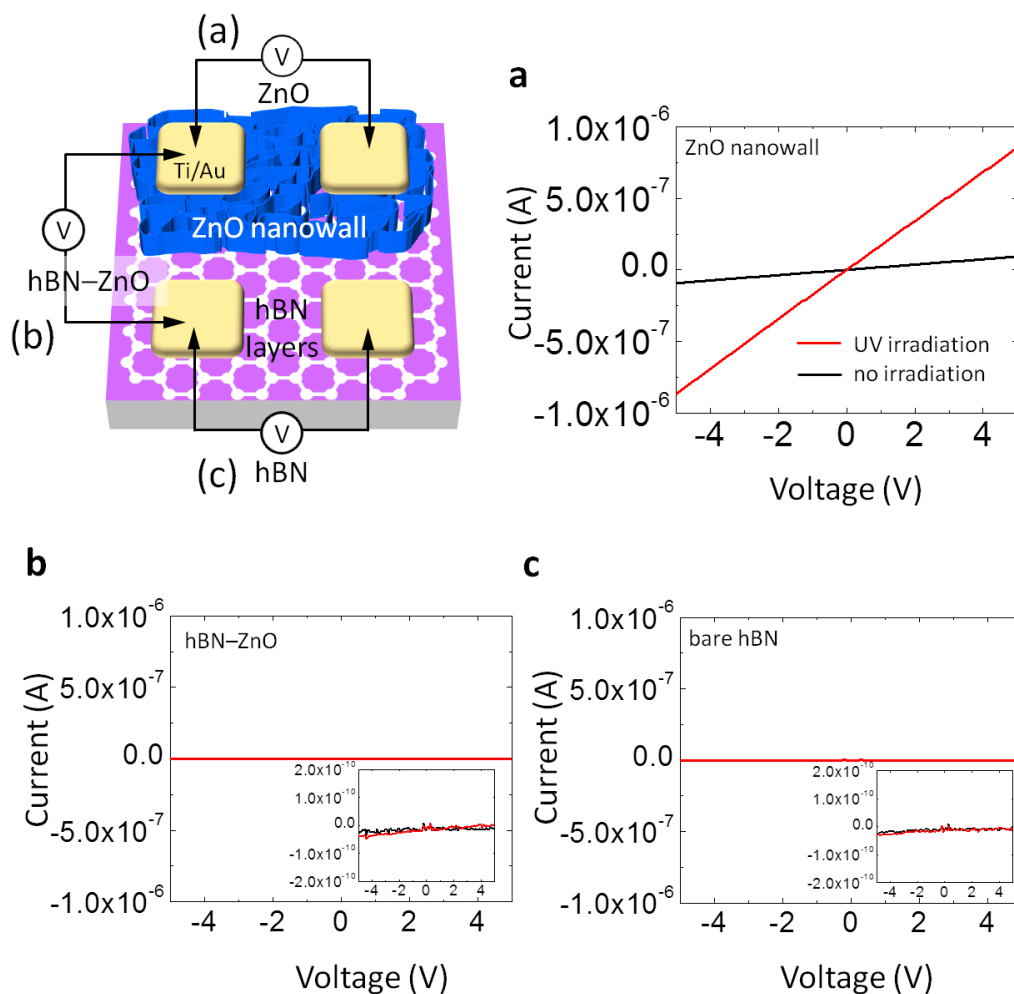 (a)
V
ZnO
Ti/Au
ZnO nanowall
V
hBN–ZnO
(b)
hBN
layers
V
(c)
hBN
a
ZnO nanowall
1.0x10⁻⁶
5.0x10⁻⁷
0.0
-5.0x10⁻⁷
-1.0x10⁻⁶
Current (A)
UV irradiation
no irradiation
-4 -2 0 2 4
Voltage (V)
b
hBN–ZnO
1.0x10⁻⁶
5.0x10⁻⁷
0.0
-5.0x10⁻⁷
-1.0x10⁻⁶
Current (A)
2.0x10⁻¹⁰
1.0x10⁻¹⁰
0.0
-1.0x10⁻¹⁰
-2.0x10⁻¹⁰
-4 -2 0 2 4
-4 -2 0 2 4
Voltage (V)
c
bare hBN
1.0x10⁻⁶
5.0x10⁻⁷
0.0
-5.0x10⁻⁷
-1.0x10⁻⁶
Current (A)
2.0x10⁻¹⁰
1.0x10⁻¹⁰
0.0
-1.0x10⁻¹⁰
-2.0x10⁻¹⁰
-4 -2 0 2 4
-4 -2 0 2 4
Voltage (V)